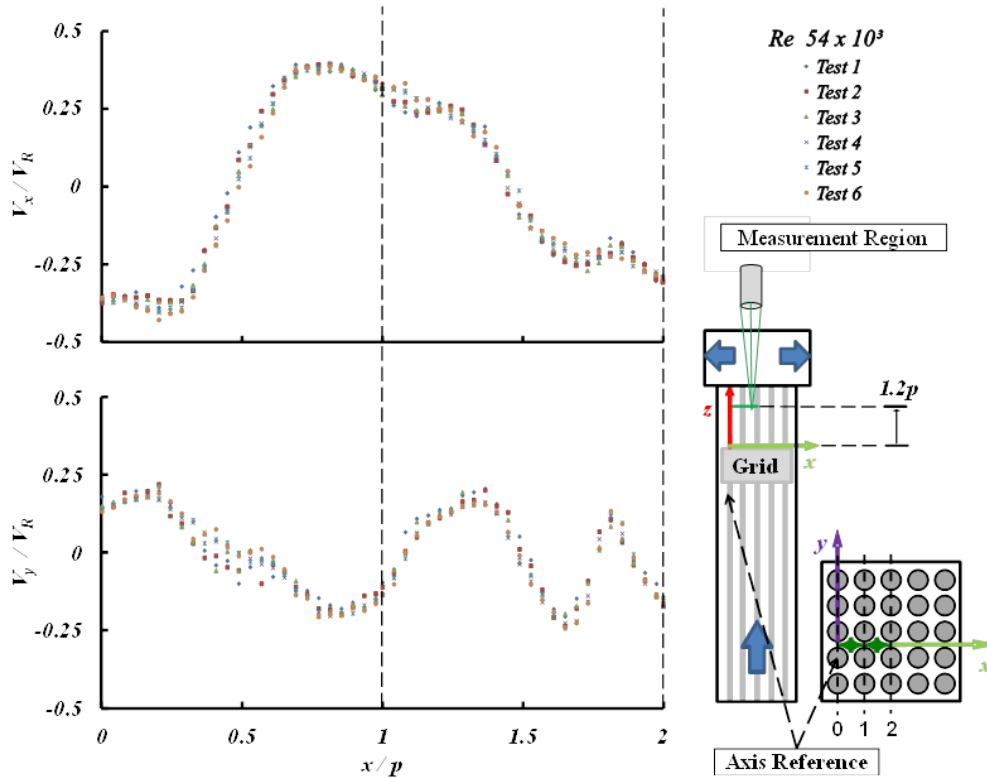 0.5
0.25
0
-0.25
-0.5
Vx / VR
0.5
0.25
0
-0.25
-0.5
Vy / VR
0
0.5
1
1.5
2
x / p
Re 54 x 10³
Test 1
Test 2
Test 3
Test 4
Test 5
Test 6
Measurement Region
1.2p
z
x
Grid
y
x
0 1 2
Axis Reference